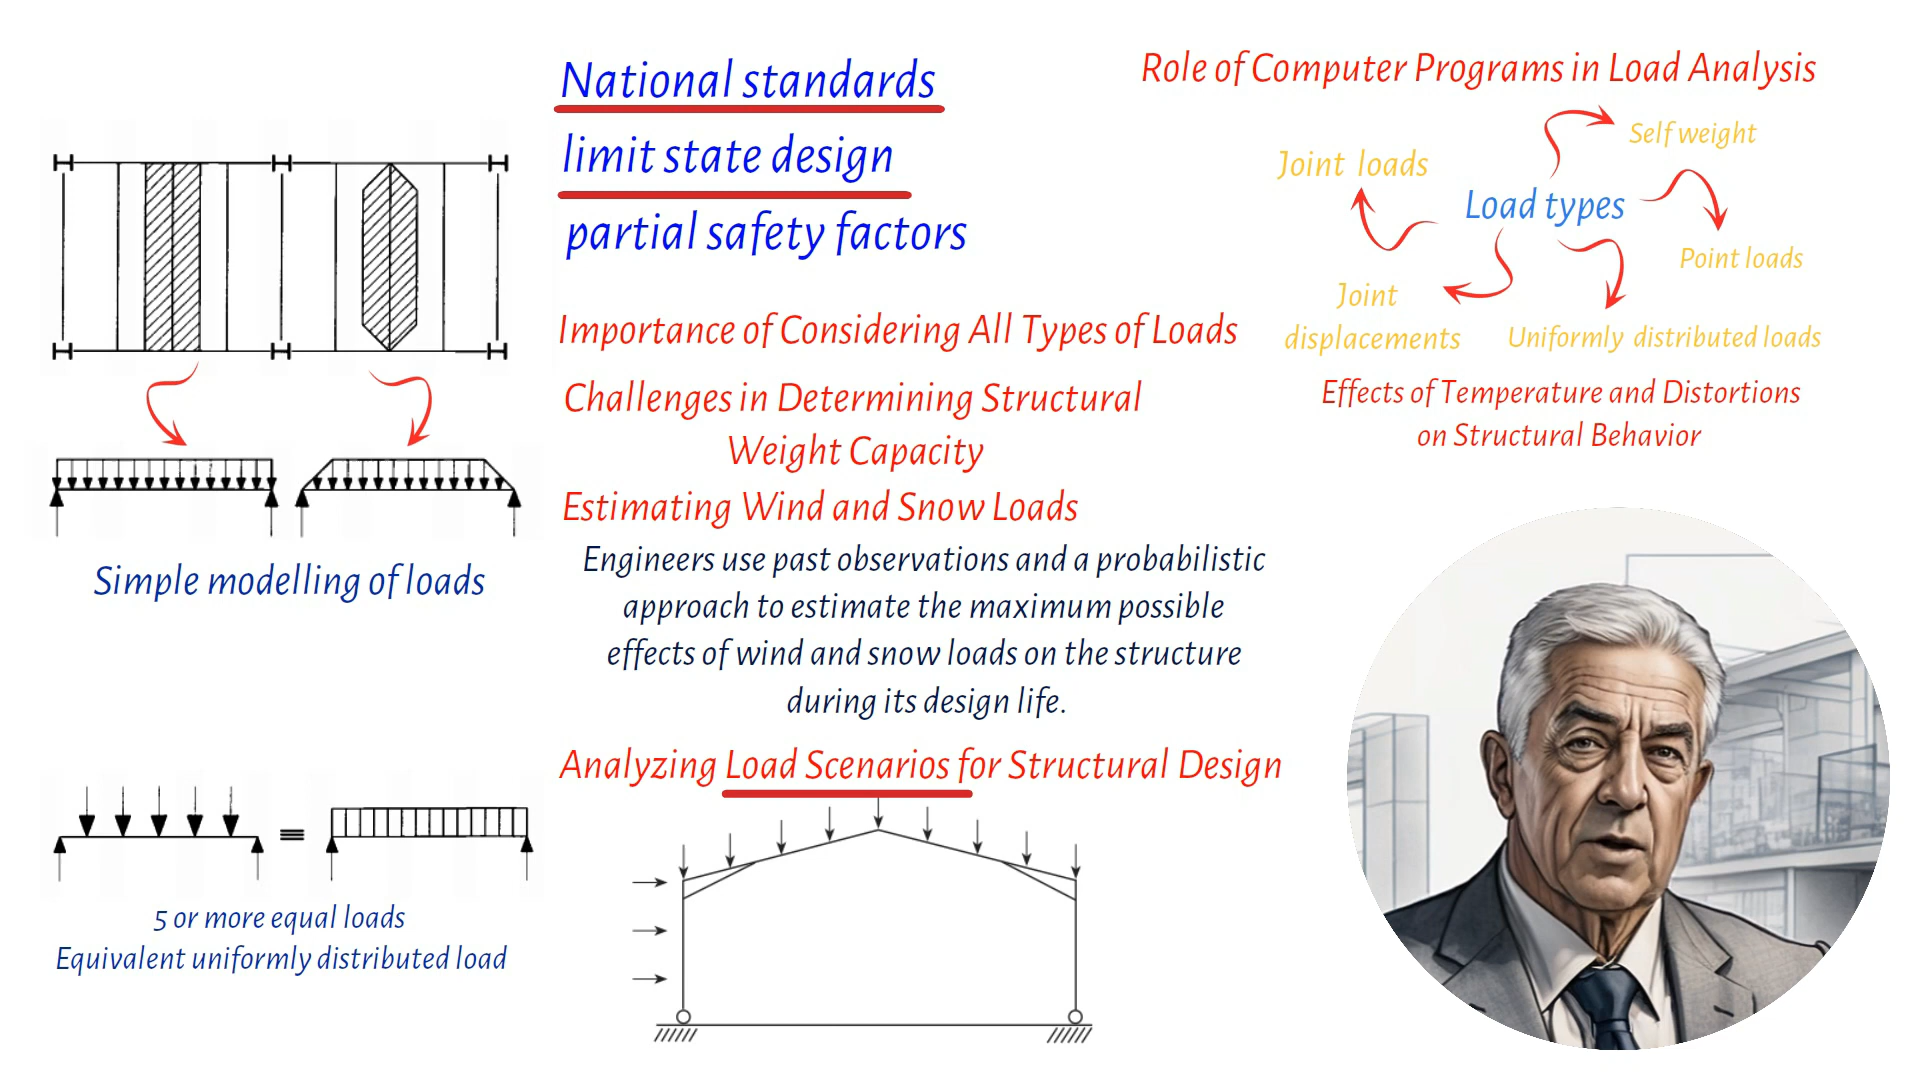 Simple modelling of loads
5 or more equal loads
Equivalent uniformly distributed load
National standards
limit state design
partial safety factors
Importance of Considering All Types of Loads
Challenges in Determining Structural
Weight Capacity
Estimating Wind and Snow Loads
Engineers use past observations and a probabilistic
approach to estimate the maximum possible
effects of wind and snow loads on the structure
during its design life.
Analyzing Load Scenarios for Structural Design
Role of Computer Programs in Load Analysis
Self weight
Joint loads
Load types
Point loads
Joint
displacements
Uniformly distributed loads
Effects of Temperature and Distortions
on Structural Behavior